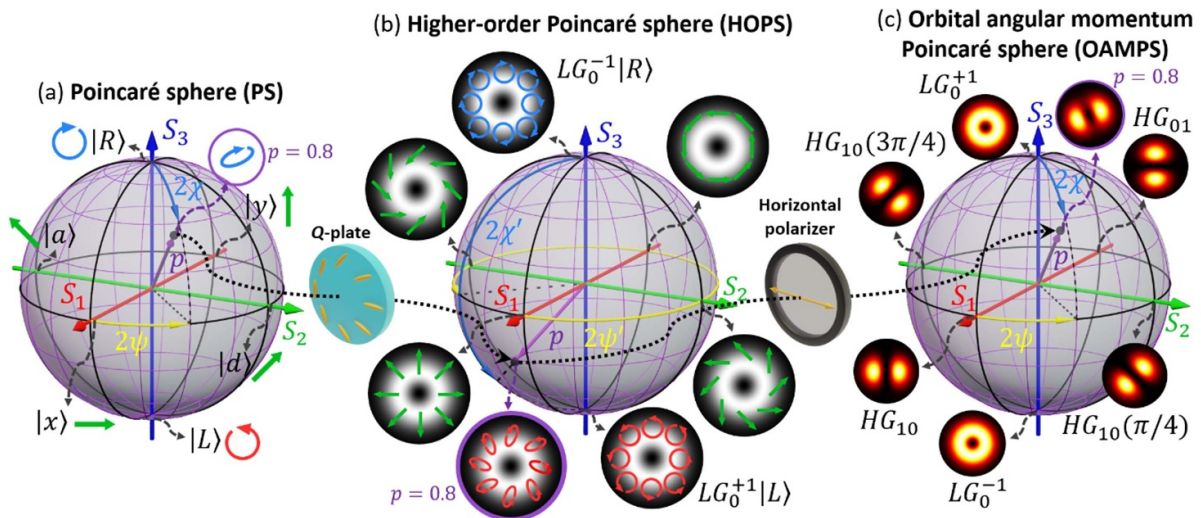 (a) Poincaré sphere (PS)
|R⟩
S₃
p = 0.8
2χ
|y⟩
|a⟩
p
S₁
S₂
2ψ
|d⟩
|x⟩
|L⟩
Q-plate
(b) Higher-order Poincaré sphere (HOPS)
LG₀⁻¹|R⟩
S₃
2χ′
S₁
S₂
p
2ψ′
p = 0.8
LG₀⁺¹|L⟩
Horizontal
polarizer
(c) Orbital angular momentum
Poincaré sphere (OAMPS)
LG₀⁺¹
p = 0.8
S₃
HG₀₁
HG₁₀(3π/4)
2χ
p
S₁
S₂
2ψ
HG₁₀
HG₁₀(π/4)
LG₀⁻¹